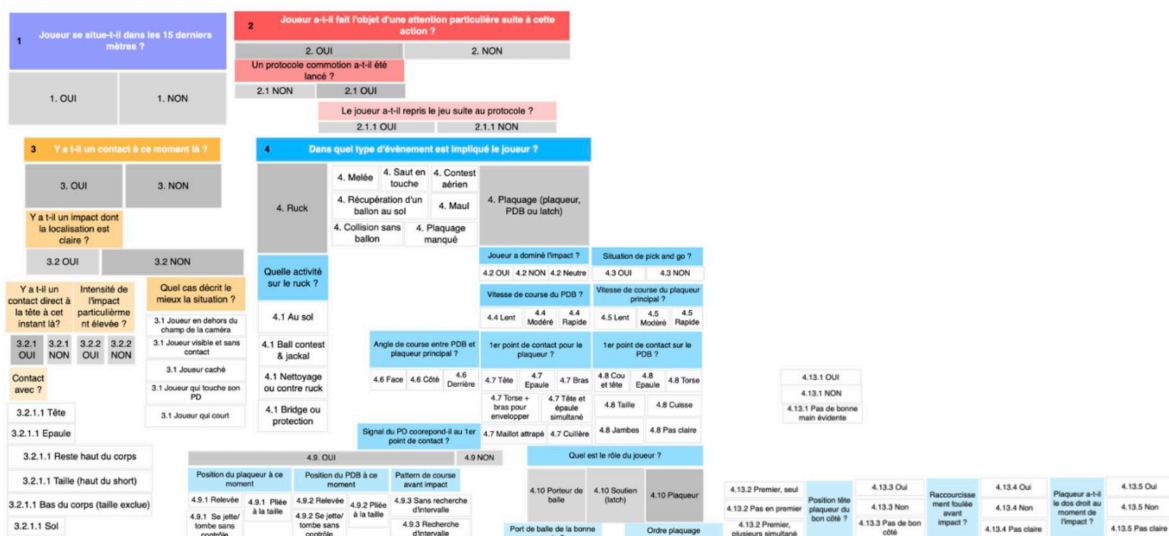 1
Joueur se situe-t-il dans les 15 derniers
mètres ?
1. OUI
1. NON
2
Joueur a-t-il fait l'objet d'une attention particulière suite à cette
action ?
2. OUI
2. NON
Un protocole commotion a-t-il été
lancé ?
2.1 NON
2.1 OUI
Le joueur a-t-il repris le jeu suite au protocole ?
2.1.1 OUI
2.1.1 NON
3
Y a t-il un contact à ce moment là ?
3. OUI
3. NON
Y a t-il un impact dont
la localisation est
claire ?
3.2 OUI
3.2 NON
Y a t-il un
contact direct à
la tête à cet
instant là?
Intensité de
l'impact
particulièrme
nt élevée ?
3.2.1
OUI
3.2.1
NON
3.2.2
OUI
3.2.2
NON
Contact
avec ?
3.2.1.1 Tête
3.2.1.1 Epaule
3.2.1.1 Reste haut du corps
3.2.1.1 Taille (haut du short)
3.2.1.1 Bas du corps (taille exclue)
3.2.1.1 Sol
Quel cas décrit le
mieux la situation ?
3.1 Joueur en dehors du
champ de la caméra
3.1 Joueur visible et sans
contact
3.1 Joueur caché
3.1 Joueur qui touche son
PD
3.1 Joueur qui court
4
Dans quel type d'évènement est impliqué le joueur ?
4. Ruck
4. Melée
4. Saut en
touche
4. Contest
aérien
4. Récupération d'un
ballon au sol
4. Maul
4. Collision sans
ballon
4. Plaquage
manqué
4. Plaquage (plaqueur,
PDB ou latch)
Quelle activité
sur le ruck ?
4.1 Au sol
4.1 Ball contest
& jackal
4.1 Nettoyage
ou contre ruck
4.1 Bridge ou
protection
Joueur a dominé l'impact ?
4.2 OUI
4.2 NON
4.2 Neutre
Situation de pick and go ?
4.3 OUI
4.3 NON
Vitesse de course du PDB ?
4.4 Lent
4.4
Modéré
4.4
Rapide
Vitesse de course du plaqueur
principal ?
4.5 Lent
4.5
Modéré
4.5
Rapide
Angle de course entre PDB et
plaqueur principal ?
4.6 Face
4.6 Côté
4.6
Derrière
1er point de contact pour le
plaqueur ?
4.7 Tête
4.7
Epaule
4.7 Bras
4.7 Torse +
bras pour
envelopper
4.7 Tête et
épaule
simultané
4.7 Maillot attrapé
4.7 Cuillère
1er point de contact sur le
PDB ?
4.8 Cou
et tête
4.8
Epaule
4.8 Torse
4.8 Taille
4.8 Cuisse
4.8 Jambes
4.8 Pas claire
Signal du PD coorepond-il au 1er
point de contact ?
4.9. OUI
4.9 NON
Position du plaqueur à ce
moment
4.9.1 Relevée
4.9.1 Pliée
à la taille
4.9.1 Se jette/
tombe sans
contrôle
Position du PDB à ce
moment
4.9.2 Relevée
4.9.2 Pliée
à la taille
4.9.2 Se jette/
tombe sans
contrôle
Pattern de course
avant impact
4.9.3 Sans recherche
d'intervalle
4.9.3 Recherche
d'intervalle
Quel est le rôle du joueur ?
4.10 Porteur de
balle
4.10 Soutien
(latch)
4.10 Plaqueur
Port de balle de la bonne
Ordre plaquage
4.13.1 OUI
4.13.1 NON
4.13.1 Pas de bonne
main évidente
4.13.2 Premier, seul
4.13.2 Pas en premier
4.13.2 Premier,
plusieurs simultané
Position tête
plaqueur du
bon côté ?
4.13.3 Oui
4.13.3 Non
4.13.3 Pas de bon
côté
Raccourcisse
ment foulée
avant
impact ?
4.13.4 Oui
4.13.4 Non
4.13.4 Pas claire
Plaqueur a-t-il
le dos droit au
moment de
l'impact ?
4.13.5 Oui
4.13.5 Non
4.13.5 Pas claire